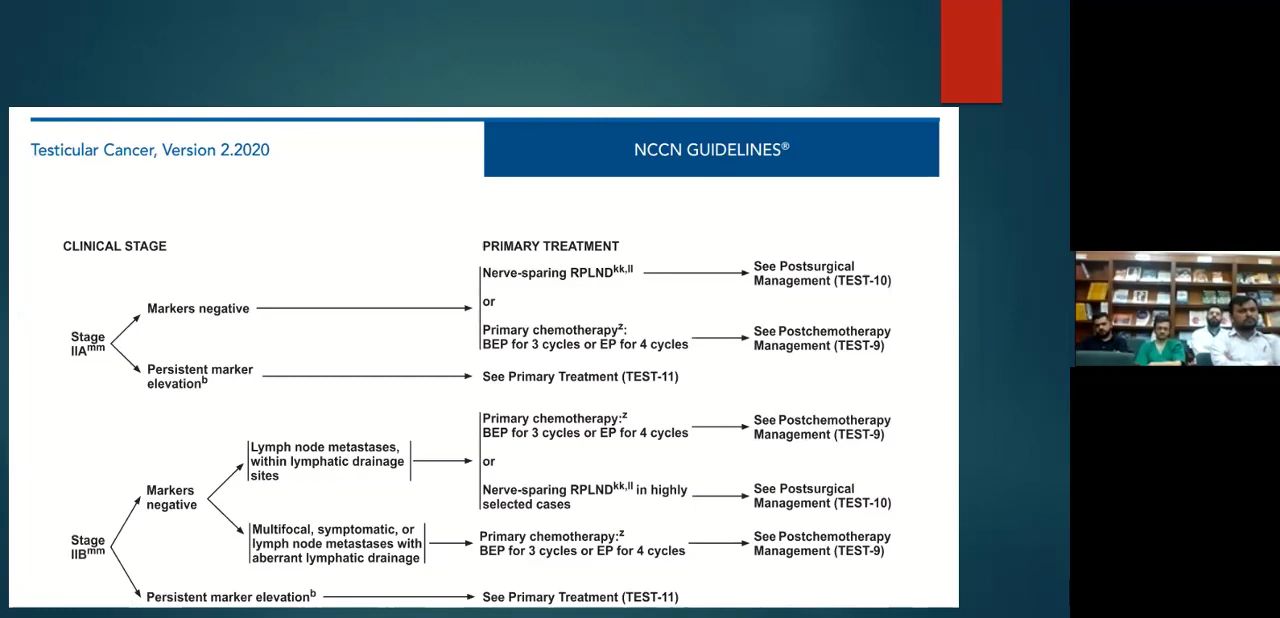 Testicular Cancer, Version 2.2020
NCCN GUIDELINES®
CLINICAL STAGE
PRIMARY TREATMENT
Stage
IIAmm
Markers negative
Nerve-sparing RPLNDkk,ll
See Postsurgical
Management (TEST-10)
or
Primary chemotherapyz:
BEP for 3 cycles or EP for 4 cycles
See Postchemotherapy
Management (TEST-9)
Persistent marker
elevationb
See Primary Treatment (TEST-11)
Stage
IIBmm
Markers
negative
Lymph node metastases,
within lymphatic drainage
sites
Primary chemotherapy:z
BEP for 3 cycles or EP for 4 cycles
See Postchemotherapy
Management (TEST-9)
or
Nerve-sparing RPLNDkk,ll in highly
selected cases
See Postsurgical
Management (TEST-10)
Multifocal, symptomatic, or
lymph node metastases with
aberrant lymphatic drainage
Primary chemotherapy:z
BEP for 3 cycles or EP for 4 cycles
See Postchemotherapy
Management (TEST-9)
Persistent marker elevationb
See Primary Treatment (TEST-11)